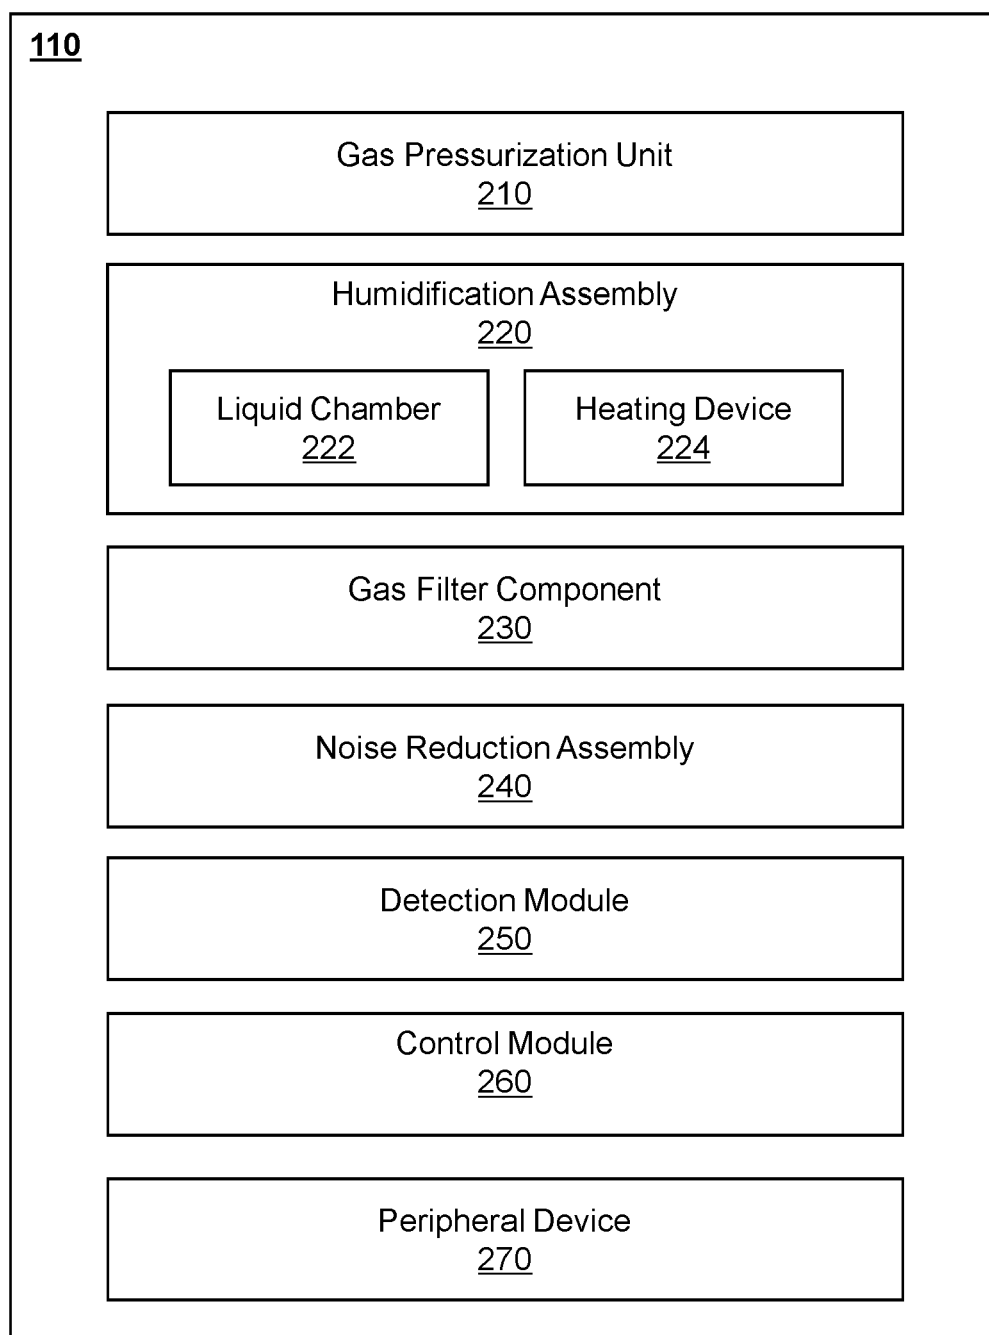 110
Gas Pressurization Unit
210
Humidification Assembly
220
Liquid Chamber
222
Heating Device
224
Gas Filter Component
230
Noise Reduction Assembly
240
Detection Module
250
Control Module
260
Peripheral Device
270